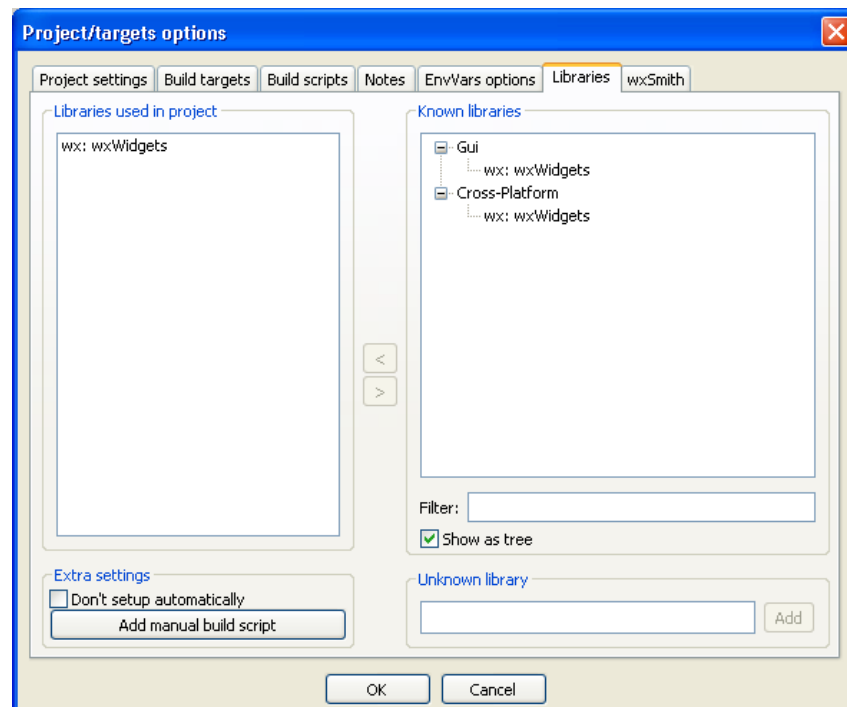 Project/targets options
Project settings Build targets Build scripts Notes EnvVars options Libraries wxSmith
Libraries used in project
wx: wxWidgets
Known libraries
Gui
wx: wxWidgets
Cross-Platform
wx: wxWidgets
<
>
Filter:
Show as tree
Extra settings
Don't setup automatically
Add manual build script
Unknown library
Add
OK Cancel